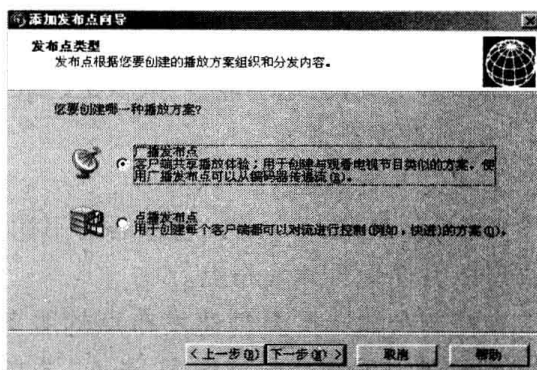 添加发布点向导
发布点类型
发布点根据您要创建的播放方案组织和分发内容。
您要创建哪一种播放方案?
广播发布点
客户端共享播放体验；用于创建与观看电视节目类似的方案。使
用广播发布点可以从编码器传递流(B)。
点播发布点
用于创建每个客户端都可以对流进行控制(例如，快进)的方案(D)。
<上一步(B) 下一步(N)> 取消 帮助